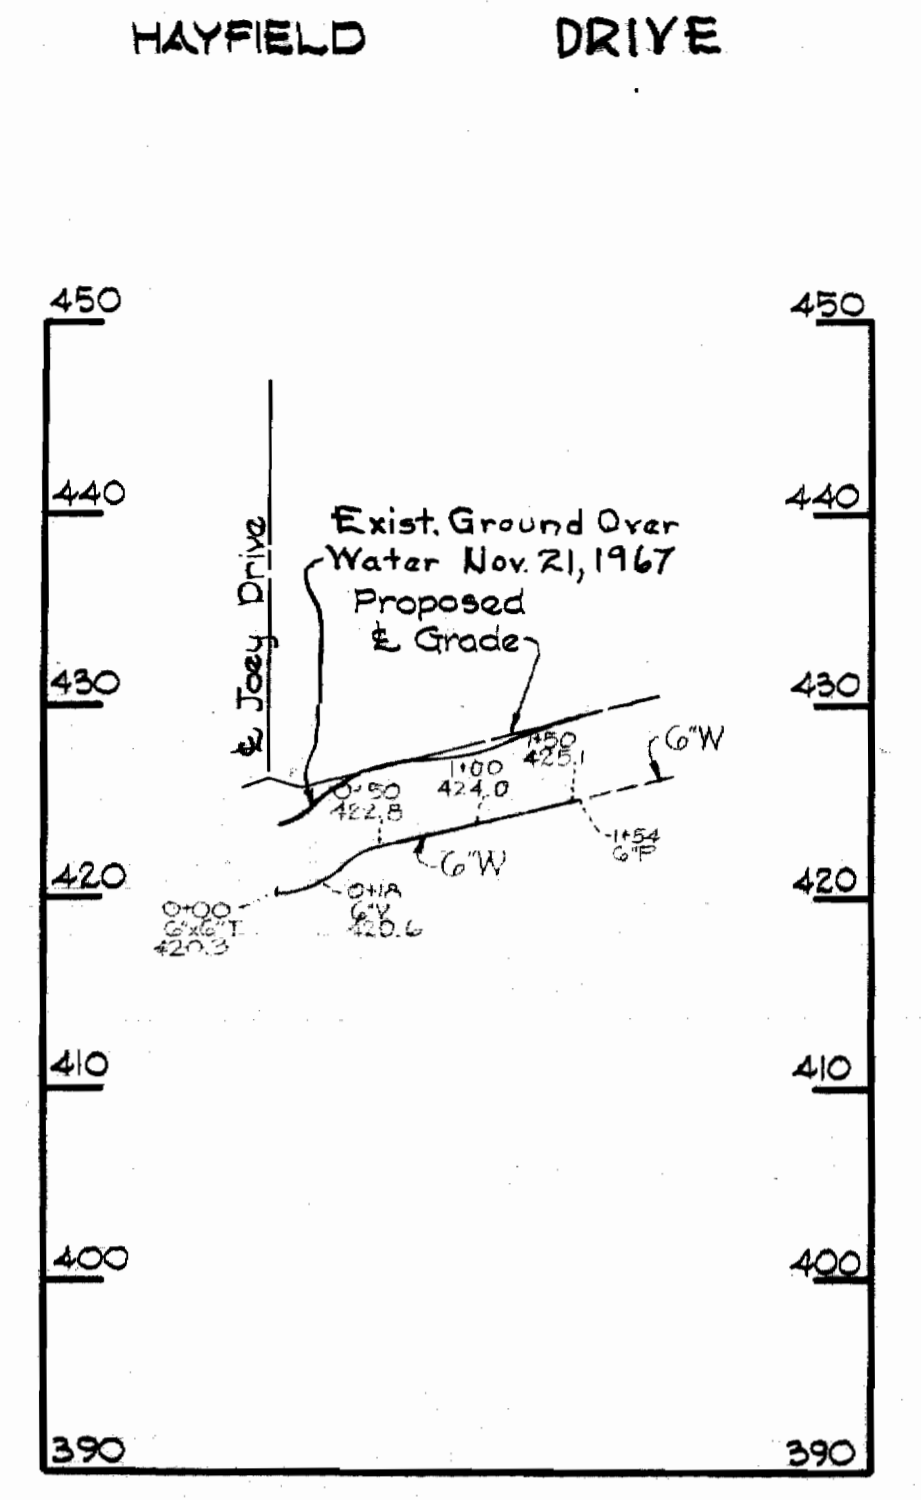 HAYFIELD DRIVE
450 450
440 440
Exist. Ground Over
Water Nov. 21, 1967
Proposed
℄ Grade
℄ Joey Drive
430 430
6"W
1+50
425.1
1+00
424.0
0+50
422.8
1+54
6"P
6"W
420 420
0+00
6"x6"T
420.3
6"V
420.6
410 410
400 400
390 390